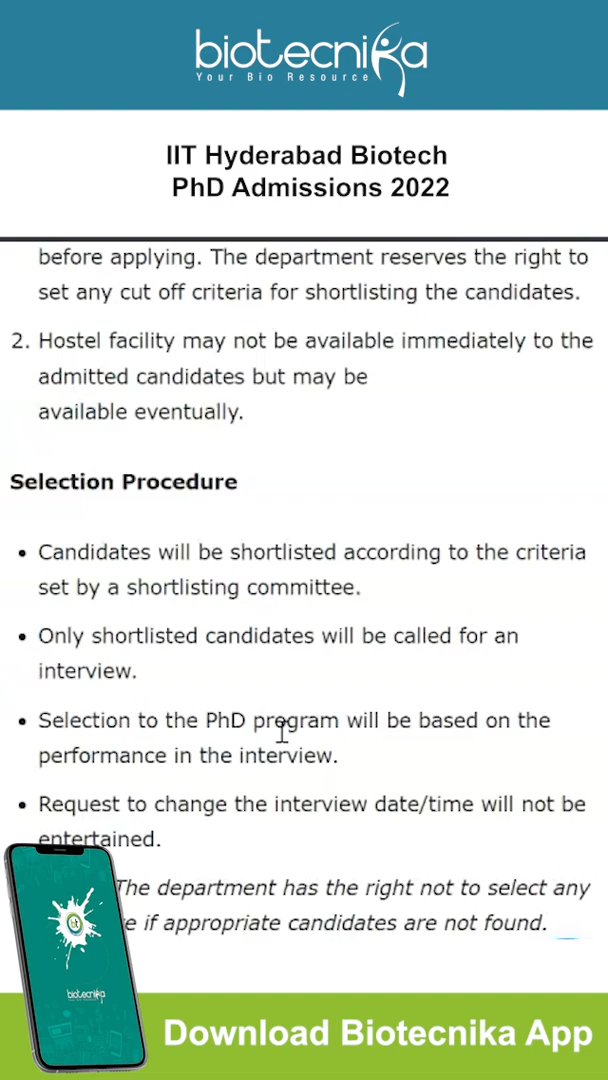 biotecnika
Your Bio Resource
IIT Hyderabad Biotech
PhD Admissions 2022
before applying. The department reserves the right to
set any cut off criteria for shortlisting the candidates.
2. Hostel facility may not be available immediately to the
admitted candidates but may be
available eventually.
Selection Procedure
• Candidates will be shortlisted according to the criteria
set by a shortlisting committee.
• Only shortlisted candidates will be called for an
interview.
• Selection to the PhD program will be based on the
performance in the interview.
• Request to change the interview date/time will not be
entertained.
The department has the right not to select any
if appropriate candidates are not found.
bt
biotecnika
Download Biotecnika App